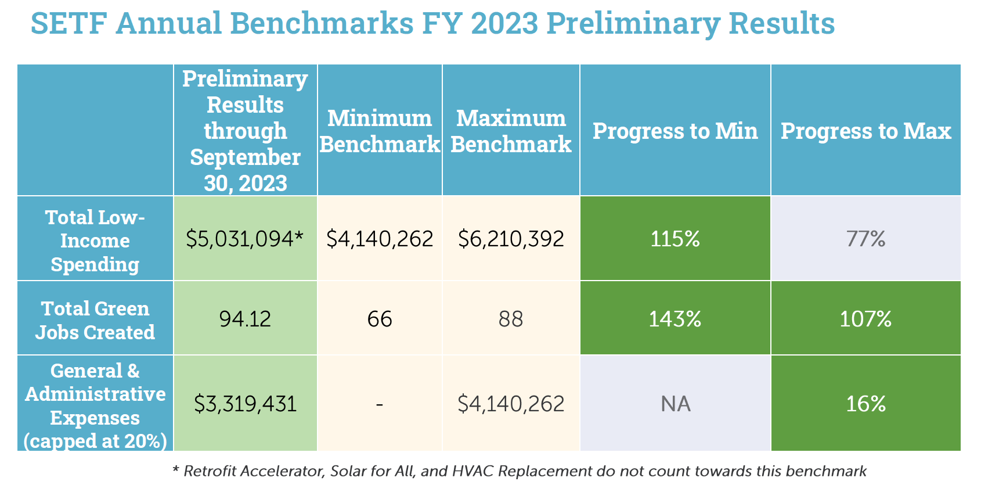 SETF Annual Benchmarks FY 2023 Preliminary Results
Preliminary
Results
through
September
30, 2023
Minimum
Benchmark
Maximum
Benchmark
Progress to Min
Progress to Max
Total Low-
Income
Spending
$5,031,094*
$4,140,262
$6,210,392
115%
77%
Total Green
Jobs Created
94.12
66
88
143%
107%
General &
Administrative
Expenses
(capped at 20%)
$3,319,431
-
$4,140,262
NA
16%
* Retrofit Accelerator, Solar for All, and HVAC Replacement do not count towards this benchmark